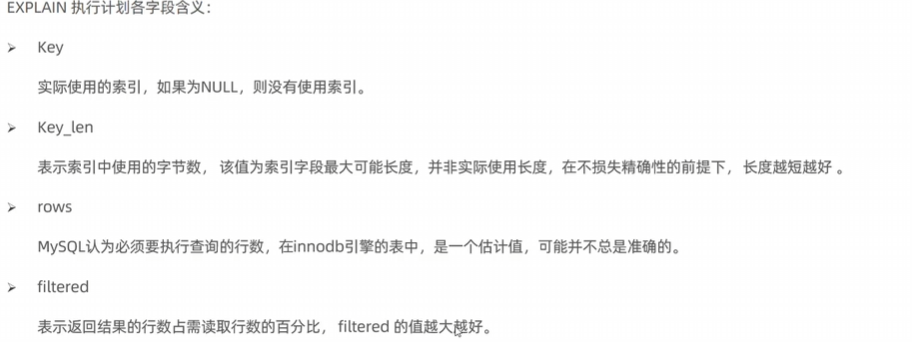 EXPLAIN 执行计划各字段含义：
➢ Key
实际使用的索引，如果为NULL，则没有使用索引。
➢ Key_len
表示索引中使用的字节数， 该值为索引字段最大可能长度，并非实际使用长度，在不损失精确性的前提下， 长度越短越好 。
➢ rows
MySQL认为必须要执行查询的行数，在innodb引擎的表中，是一个估计值，可能并不总是准确的。
➢ filtered
表示返回结果的行数占需读取行数的百分比， filtered 的值越大越好。